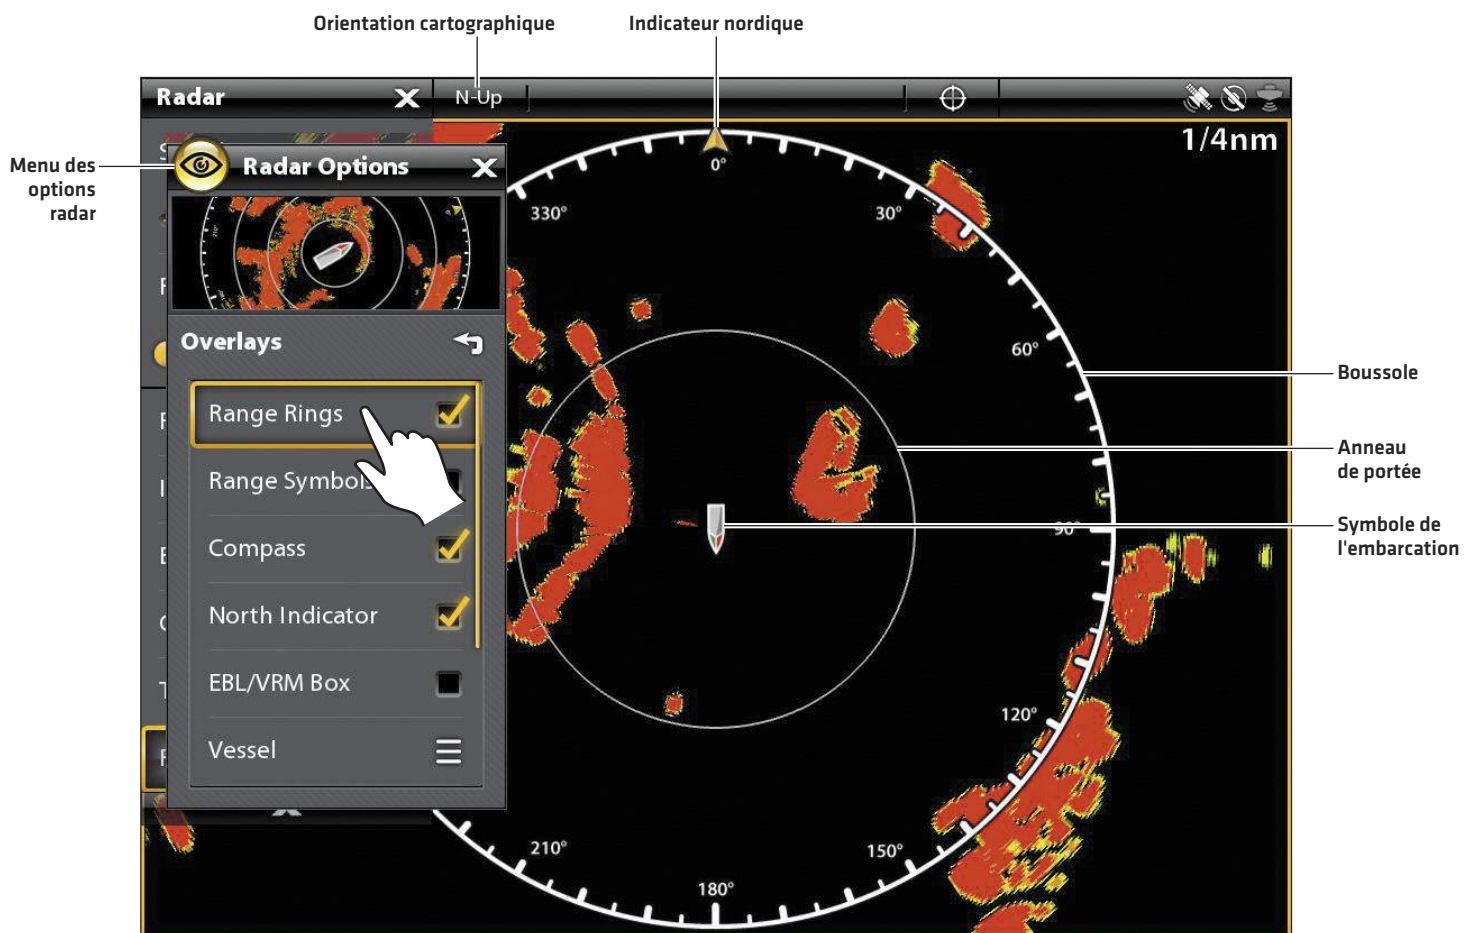 Orientation cartographique
Indicateur nordique
Radar
N-Up
1/4nm
Menu des
options
radar
Radar Options
Overlays
Range Rings
Range Symbols
Compass
North Indicator
EBL/VRM Box
Vessel
0°
30°
60°
90°
120°
150°
180°
210°
330°
Boussole
Anneau
de portée
Symbole de
l'embarcation